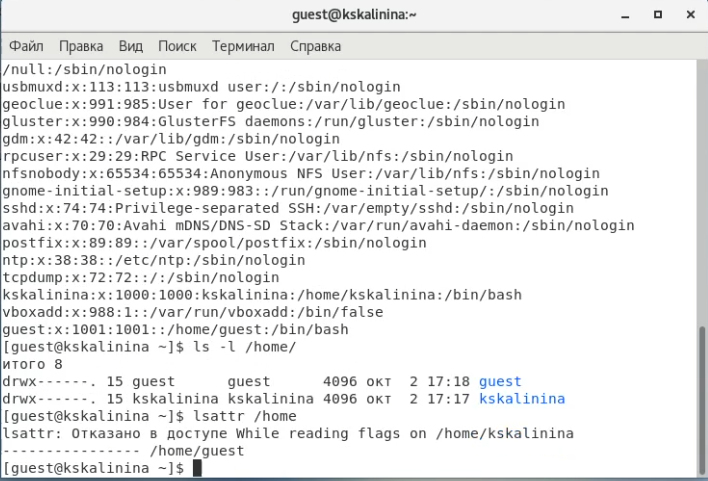 guest@kskalinina:~
Файл Правка Вид Поиск Терминал Справка
/null:/sbin/nologin
usbmuxd:x:113:113:usbmuxd user:/:/sbin/nologin
geoclue:x:991:985:User for geoclue:/var/lib/geoclue:/sbin/nologin
gluster:x:990:984:GlusterFS daemons:/run/gluster:/sbin/nologin
gdm:x:42:42::/var/lib/gdm:/sbin/nologin
rpcuser:x:29:29:RPC Service User:/var/lib/nfs:/sbin/nologin
nfsnobody:x:65534:65534:Anonymous NFS User:/var/lib/nfs:/sbin/nologin
gnome-initial-setup:x:989:983::/run/gnome-initial-setup/:/sbin/nologin
sshd:x:74:74:Privilege-separated SSH:/var/empty/sshd:/sbin/nologin
avahi:x:70:70:Avahi mDNS/DNS-SD Stack:/var/run/avahi-daemon:/sbin/nologin
postfix:x:89:89::/var/spool/postfix:/sbin/nologin
ntp:x:38:38::/etc/ntp:/sbin/nologin
tcpdump:x:72:72::/:/sbin/nologin
kskalinina:x:1000:1000:kskalinina:/home/kskalinina:/bin/bash
vboxadd:x:988:1::/var/run/vboxadd:/bin/false
guest:x:1001:1001::/home/guest:/bin/bash
[guest@kskalinina ~]$ ls -l /home/
итого 8
drwx------. 15 guest      guest      4096 окт  2 17:18 guest
drwx------. 15 kskalinina kskalinina 4096 окт  2 17:17 kskalinina
[guest@kskalinina ~]$ lsattr /home
lsattr: Отказано в доступе While reading flags on /home/kskalinina
---------------- /home/guest
[guest@kskalinina ~]$